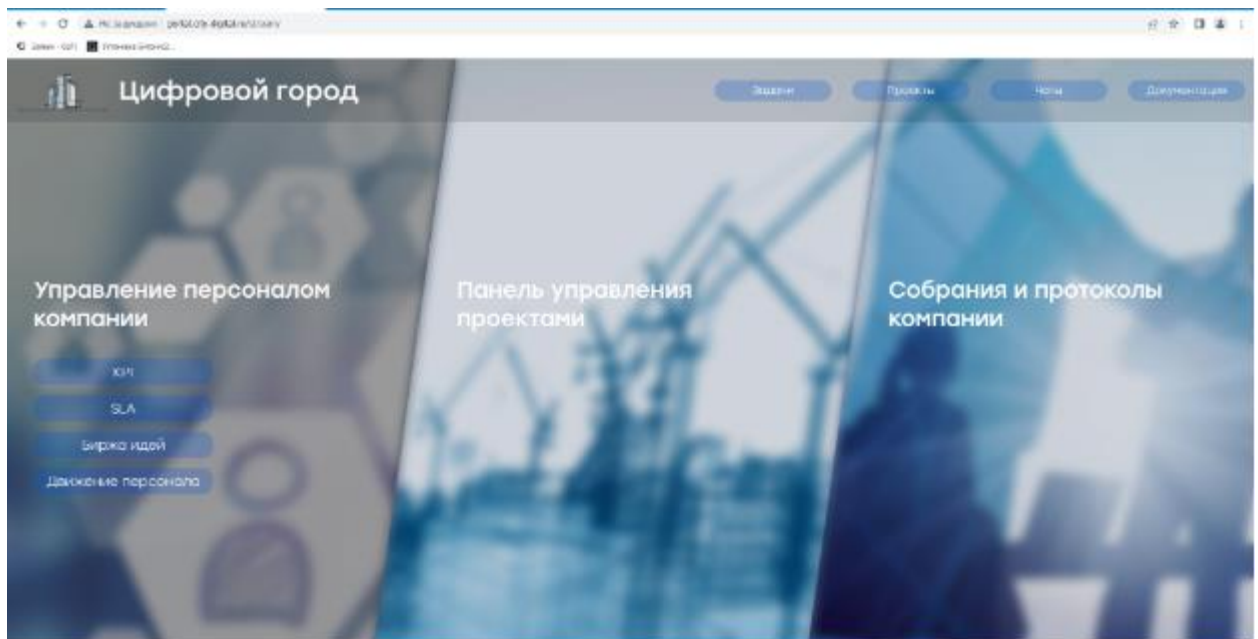 Цифровой город
Задачи
Проекты
Чаты
Документация
Управление персоналом
компании
KPI
SLA
Биржа идей
Движение персонала
Панель управления
проектами
Собрания и протоколы
компании